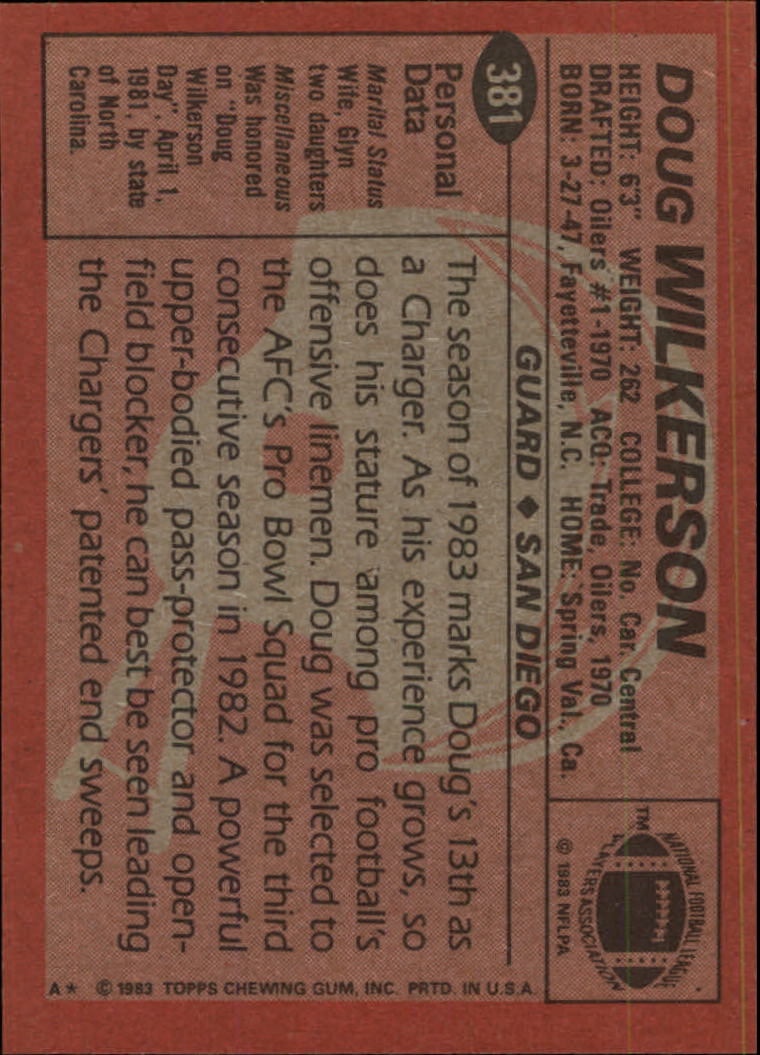 DOUG WILKERSON
HEIGHT: 6'3" WEIGHT: 262 COLLEGE: No. Car. Central
DRAFTED: Oilers #1-1970 ACQ: Trade, Oilers, 1970
BORN: 3-27-47, Fayetteville, N.C. HOME: Spring Val., Ca.
TM
NATIONAL FOOTBALL LEAGUE
PLAYERS ASSOCIATION
© 1983 NFLPA
381
GUARD ♦ SAN DIEGO
Personal
Data
Marital Status
Wife, Glyn
two daughters
Miscellaneous
Was honored
on "Doug
Wilkerson
Day", April 1,
1981, by state
of North
Carolina.
The season of 1983 marks Doug's 13th as
a Charger. As his experience grows, so
does his stature among pro football's
offensive linemen. Doug was selected to
the AFC's Pro Bowl Squad for the third
consecutive season in 1982. A powerful
upper-bodied pass-protector and open-
field blocker, he can best be seen leading
the Chargers' patented end sweeps.
A* © 1983 TOPPS CHEWING GUM, INC. PRTD. IN U.S.A.